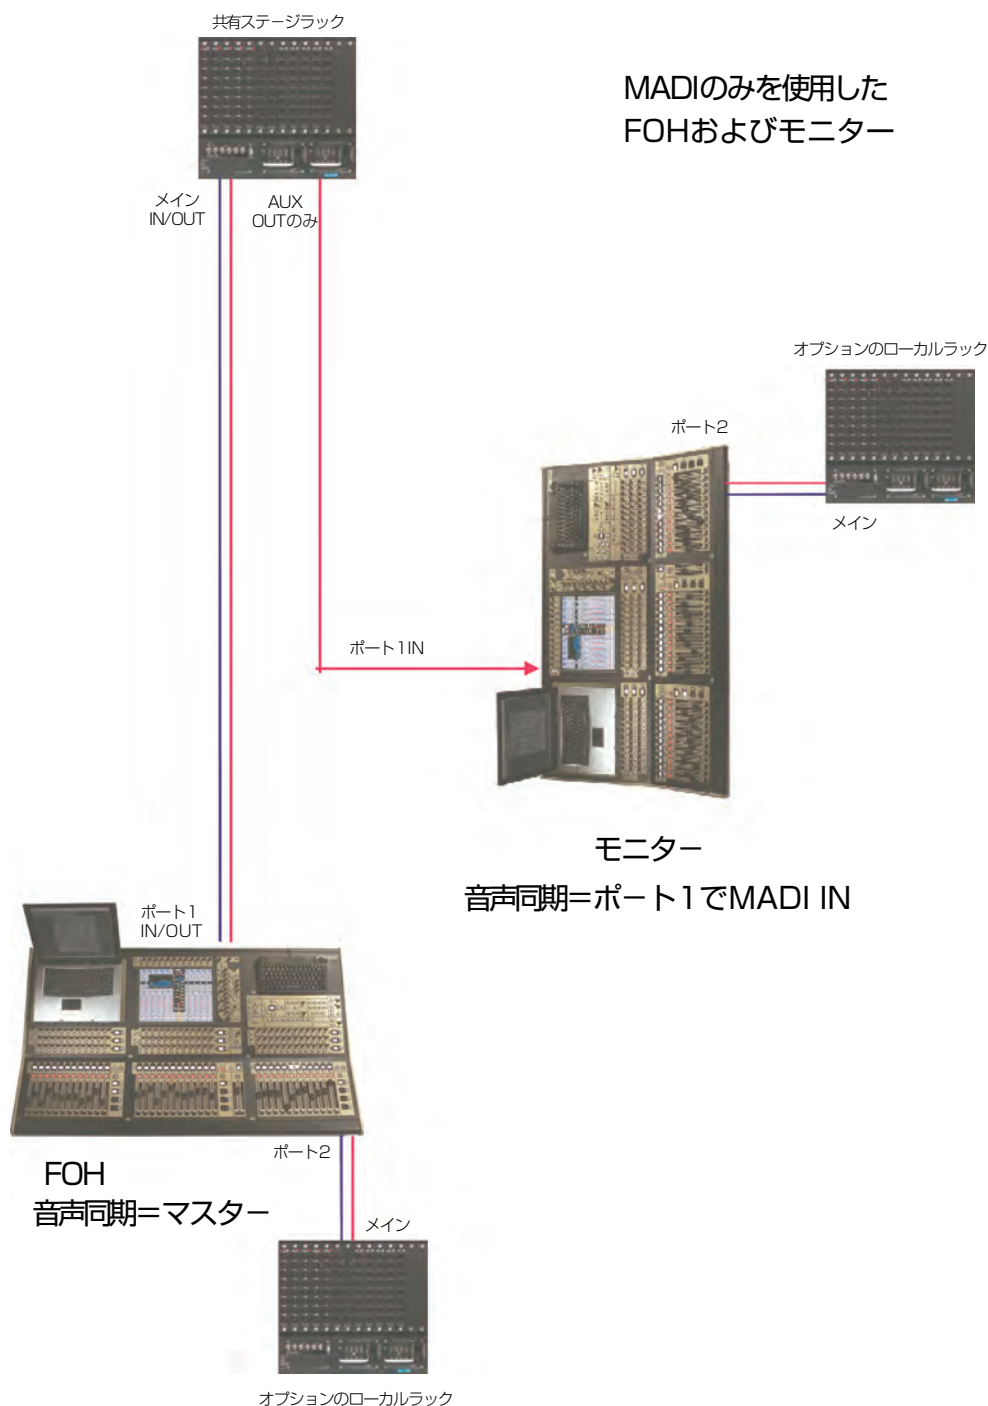 共有ステージラック
MADIのみを使用した
FOHおよびモニター
メイン
IN/OUT
AUX
OUTのみ
オプションのローカルラック
ポート2
メイン
ポート1IN
モニター
音声同期＝ポート1でMADI IN
ポート1
IN/OUT
ポート2
FOH
音声同期＝マスター
メイン
オプションのローカルラック